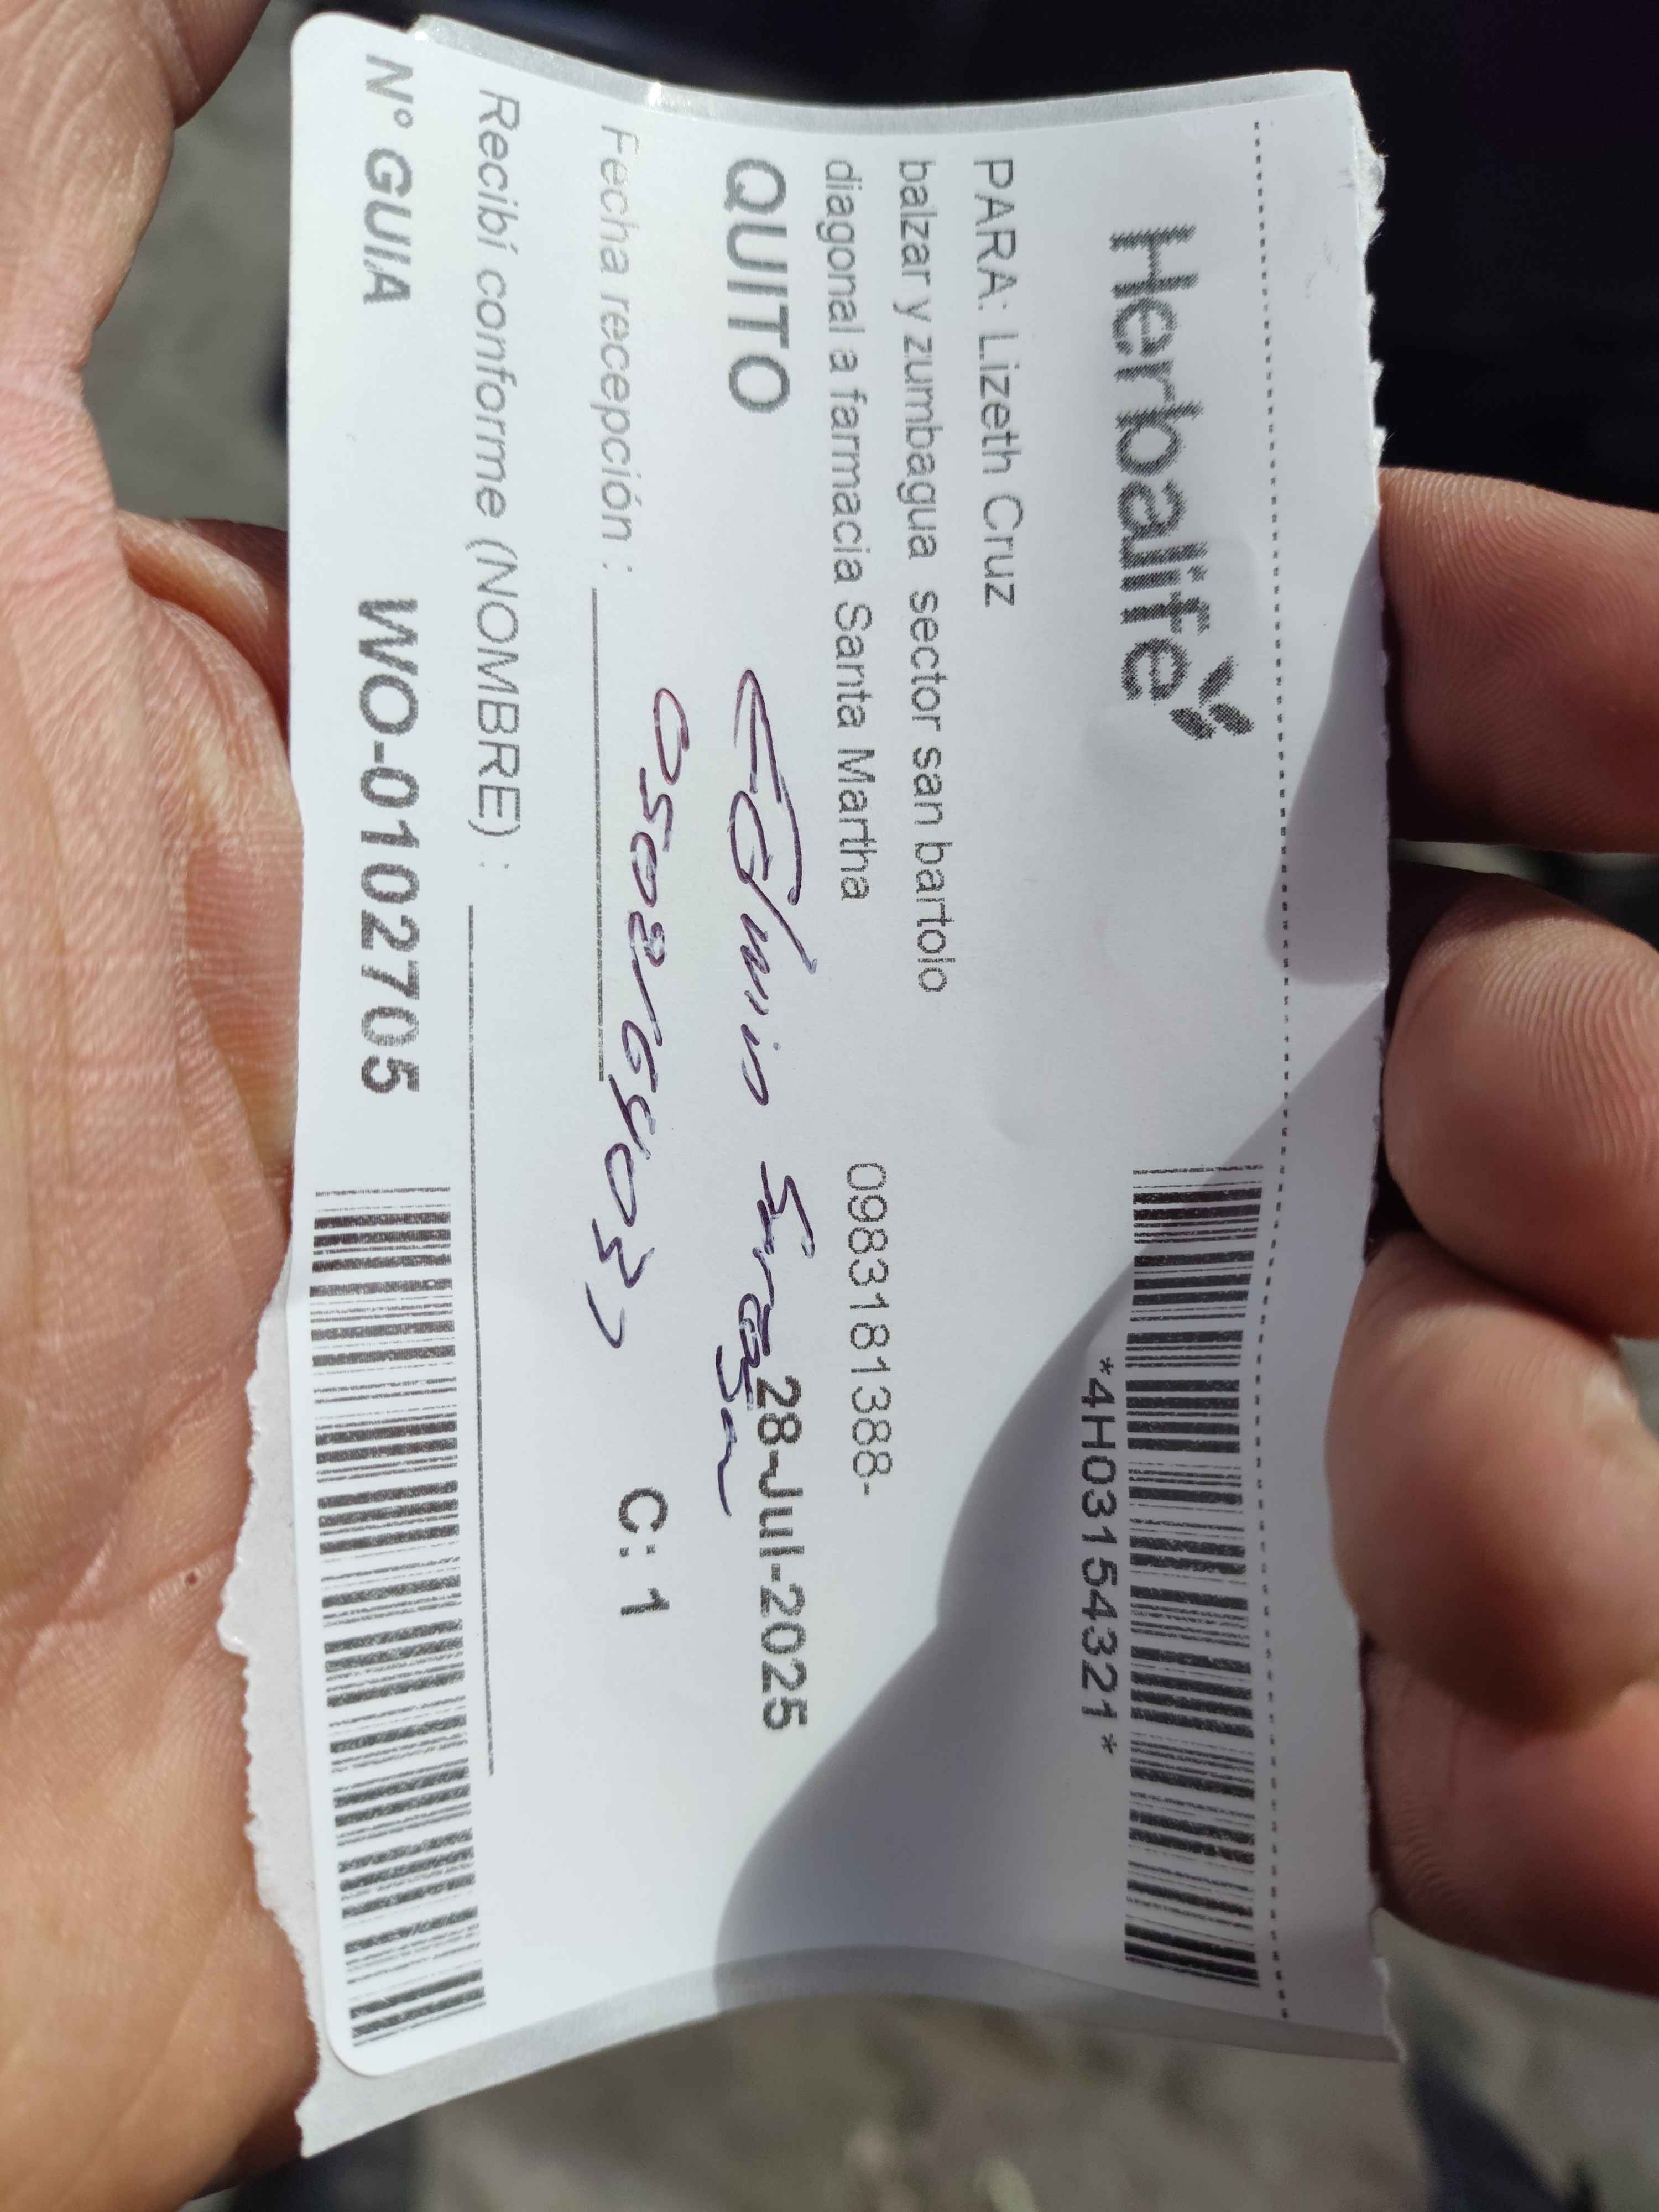 Herbalife
*4H03154321*
PARA: Lizeth Cruz
balzar y zumbagua sector san bartolo
diagonal a farmacia Santa Martha 0983181388-
QUITO 28-Jul-2025
Fecha recepción :
C: 1
Recibí conforme (NOMBRE) :
Nº GUIA WO-0102705